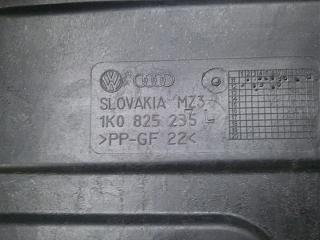 SLOVAKIA MZ3
1K0 825 235 L
>PP-GF 22<